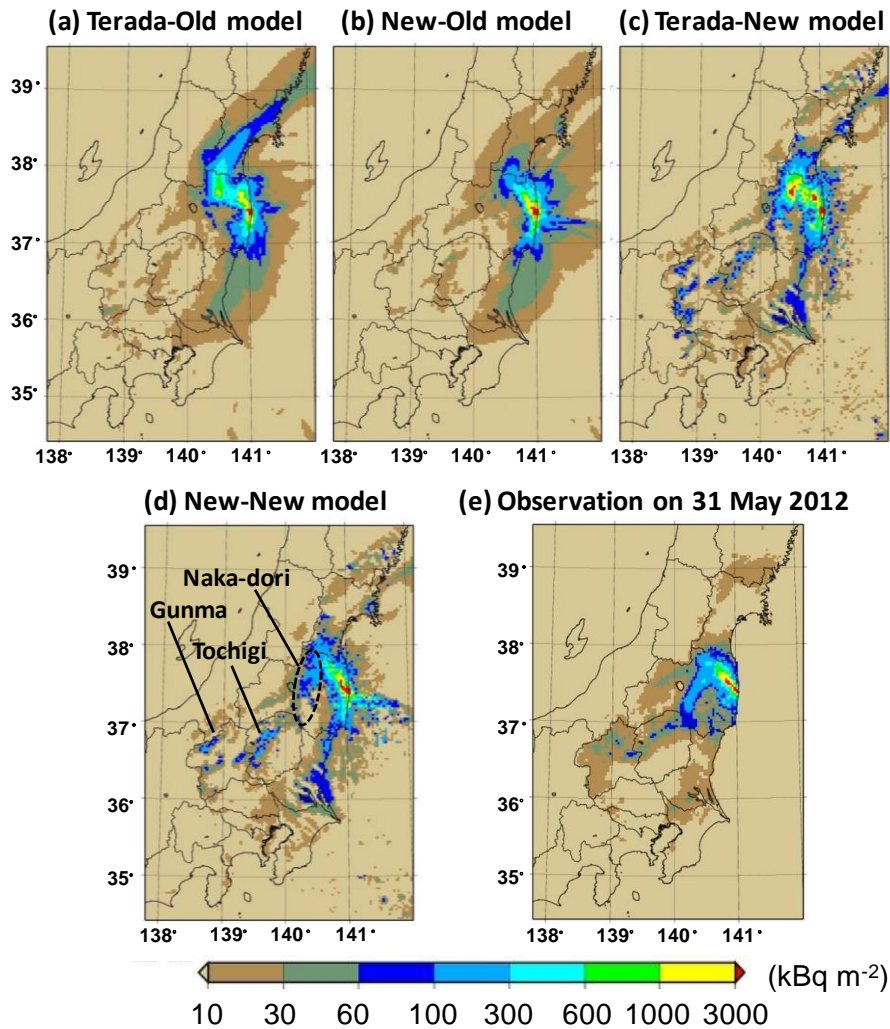 (a) Terada-Old model (b) New-Old model (c) Terada-New model
39°
38°
37°
36°
35°
138° 139° 140° 141° 138° 139° 140° 141° 138° 139° 140° 141°
(d) New-New model (e) Observation on 31 May 2012
Naka-dori
Gunma
Tochigi
39° 39°
38° 38°
37° 37°
36° 36°
35° 35°
138° 139° 140° 141° 138° 139° 140° 141°
(kBq m-2)
10 30 60 100 300 600 1000 3000